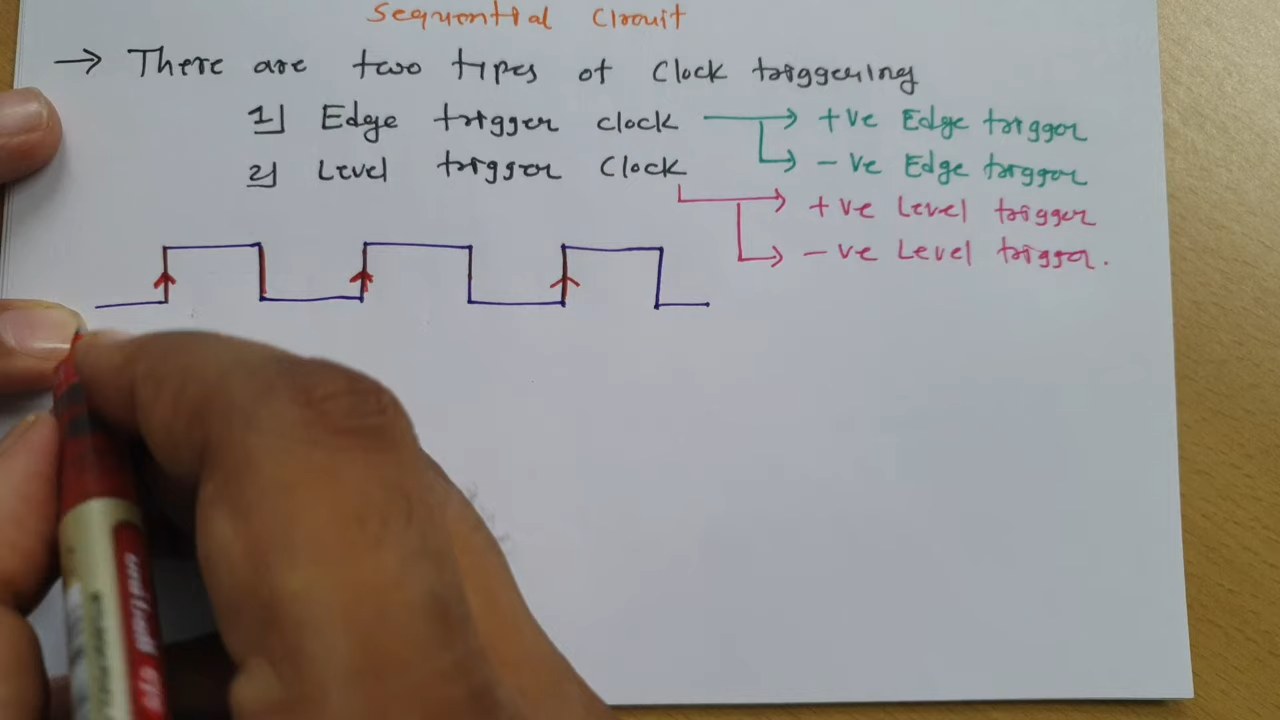 Sequential Circuit
→ There are two types of Clock triggering
1] Edge trigger clock → +ve Edge trigger
→ -ve Edge trigger
2] Level trigger Clock
→ +ve Level trigger
→ -ve Level trigger.